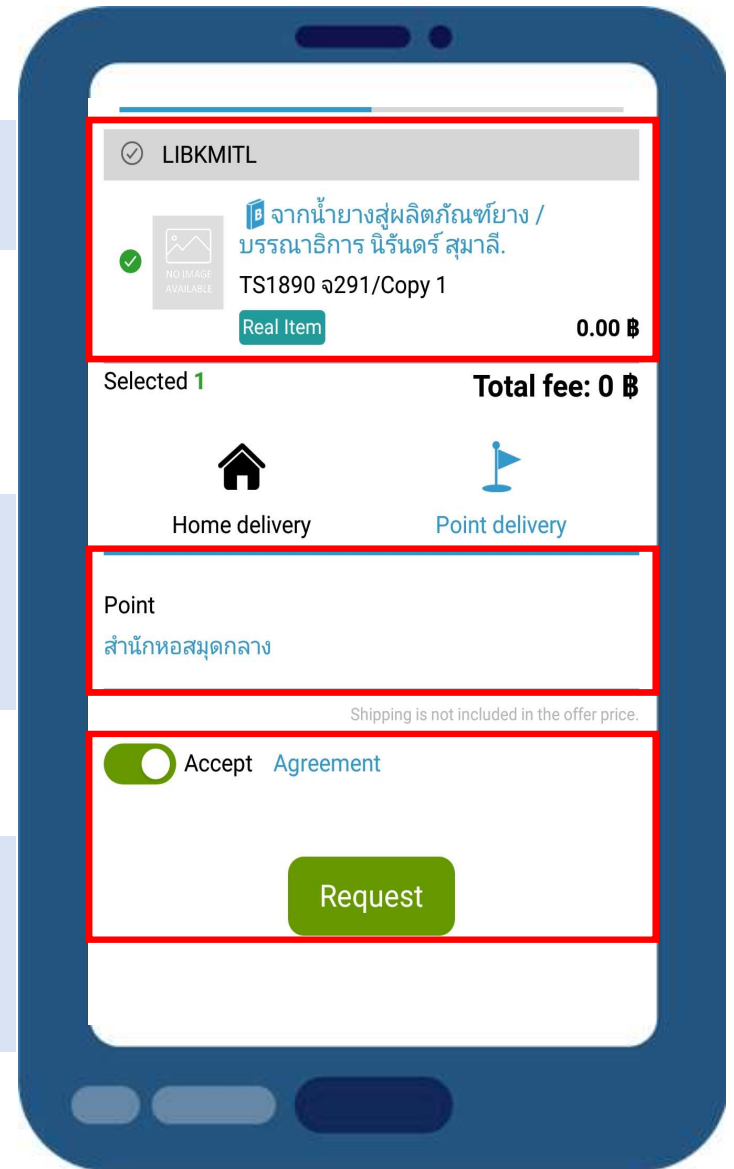 LIBKMITL
จากน้ำยางสู่ผลิตภัณฑ์ยาง /
บรรณาธิการ นิรันดร์ สุมาลี.
NO IMAGE
AVAILABLE
TS1890 จ291/Copy 1
Real Item 0.00 ฿
Selected 1 Total fee: 0 ฿
Home delivery Point delivery
Point
สำนักหอสมุดกลาง
Shipping is not included in the offer price.
Accept Agreement
Request